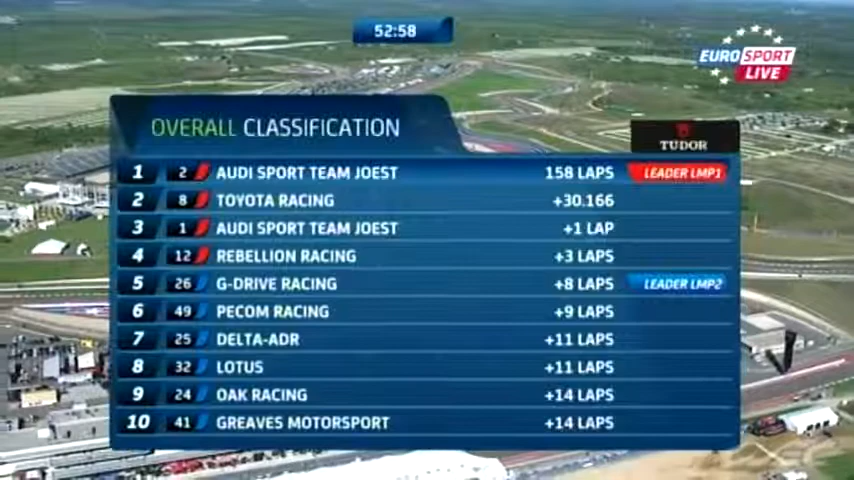 52:58
EUROSPORT
LIVE
OVERALL CLASSIFICATION
TUDOR
1 2 AUDI SPORT TEAM JOEST 158 LAPS LEADER LMP1
2 8 TOYOTA RACING +30.166
3 1 AUDI SPORT TEAM JOEST +1 LAP
4 12 REBELLION RACING +3 LAPS
5 26 G-DRIVE RACING +8 LAPS LEADER LMP2
6 49 PECOM RACING +9 LAPS
7 25 DELTA-ADR +11 LAPS
8 32 LOTUS +11 LAPS
9 24 OAK RACING +14 LAPS
10 41 GREAVES MOTORSPORT +14 LAPS